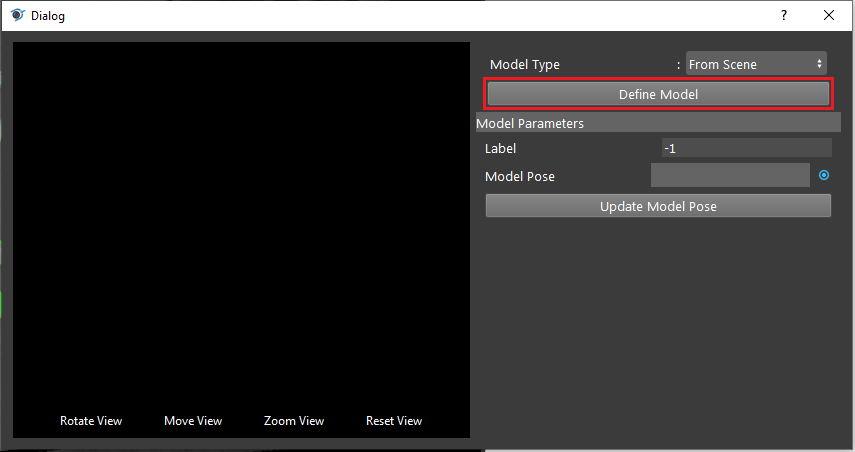 Dialog
?
Model Type : From Scene
Define Model
Model Parameters
Label -1
Model Pose
Update Model Pose
Rotate View Move View Zoom View Reset View